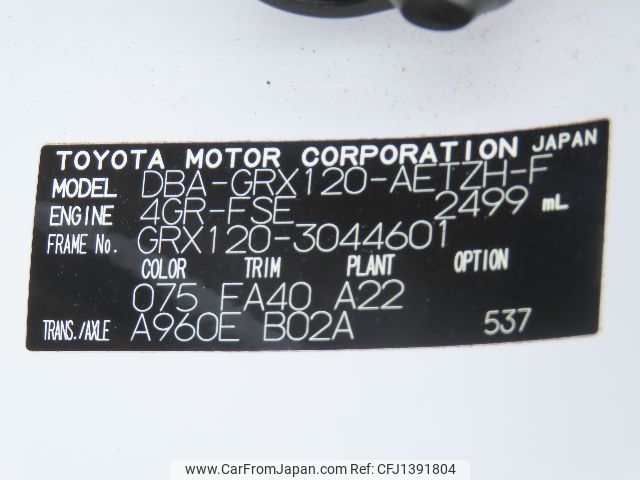 TOYOTA MOTOR CORPORATION JAPAN
MODEL DBA-GRX120-AETZH-F
ENGINE 4GR-FSE 2499 mL
FRAME No. GRX120-3044601
COLOR TRIM PLANT OPTION
075 FA40 A22
TRANS./AXLE A960E B02A 537
www.CarFromJapan.com - CFJ1391804